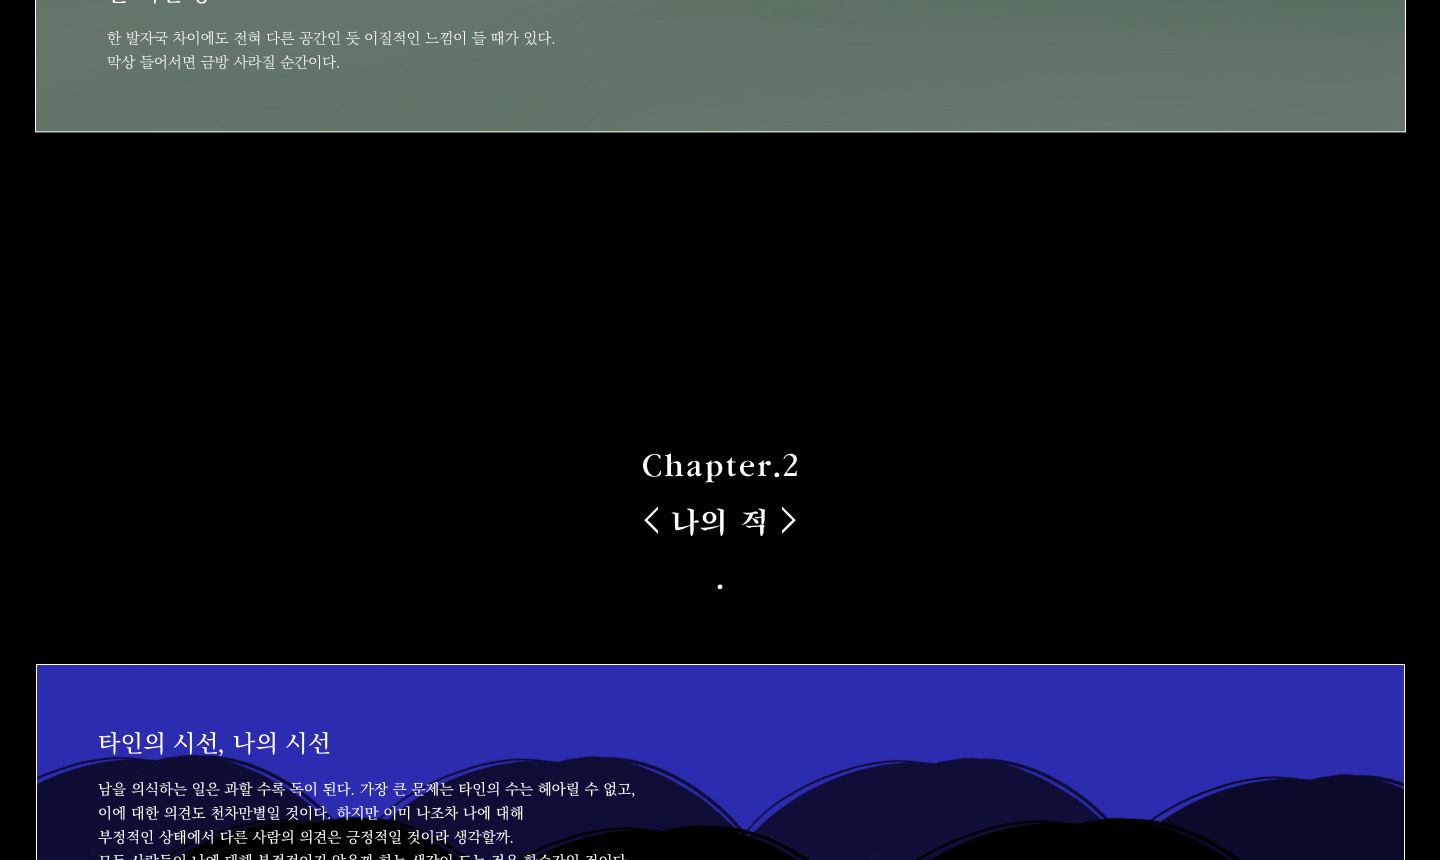 한 발자국 차이에도 전혀 다른 공간인 듯 이질적인 느낌이 들 때가 있다.
막상 들어서면 금방 사라질 순간이다.
Chapter.2
< 나의 적 >
.
타인의 시선, 나의 시선
남을 의식하는 일은 과할 수록 독이 된다. 가장 큰 문제는 타인의 수는 헤아릴 수 없고,
이에 대한 의견도 천차만별일 것이다. 하지만 이미 나조차 나에 대해
부정적인 상태에서 다른 사람의 의견은 긍정적일 것이라 생각할까.